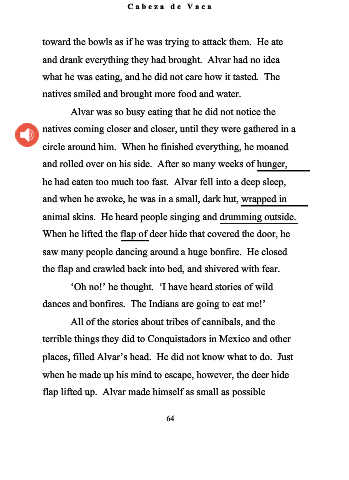 Cabeza de Vaca
toward the bowls as if he was trying to attack them. He ate
and drank everything they had brought. Alvar had no idea
what he was eating, and he did not care how it tasted. The
natives smiled and brought more food and water.
Alvar was so busy eating that he did not notice the
natives coming closer and closer, until they were gathered in a
circle around him. When he finished everything, he moaned
and rolled over on his side. After so many weeks of hunger,
he had eaten too much too fast. Alvar fell into a deep sleep,
and when he awoke, he was in a small, dark hut, wrapped in
animal skins. He heard people singing and drumming outside.
When he lifted the flap of deer hide that covered the door, he
saw many people dancing around a huge bonfire. He closed
the flap and crawled back into bed, and shivered with fear.
'Oh no!' he thought. 'I have heard stories of wild
dances and bonfires. The Indians are going to eat me!'
All of the stories about tribes of cannibals, and the
terrible things they did to Conquistadors in Mexico and other
places, filled Alvar's head. He did not know what to do. Just
when he made up his mind to escape, however, the deer hide
flap lifted up. Alvar made himself as small as possible
64